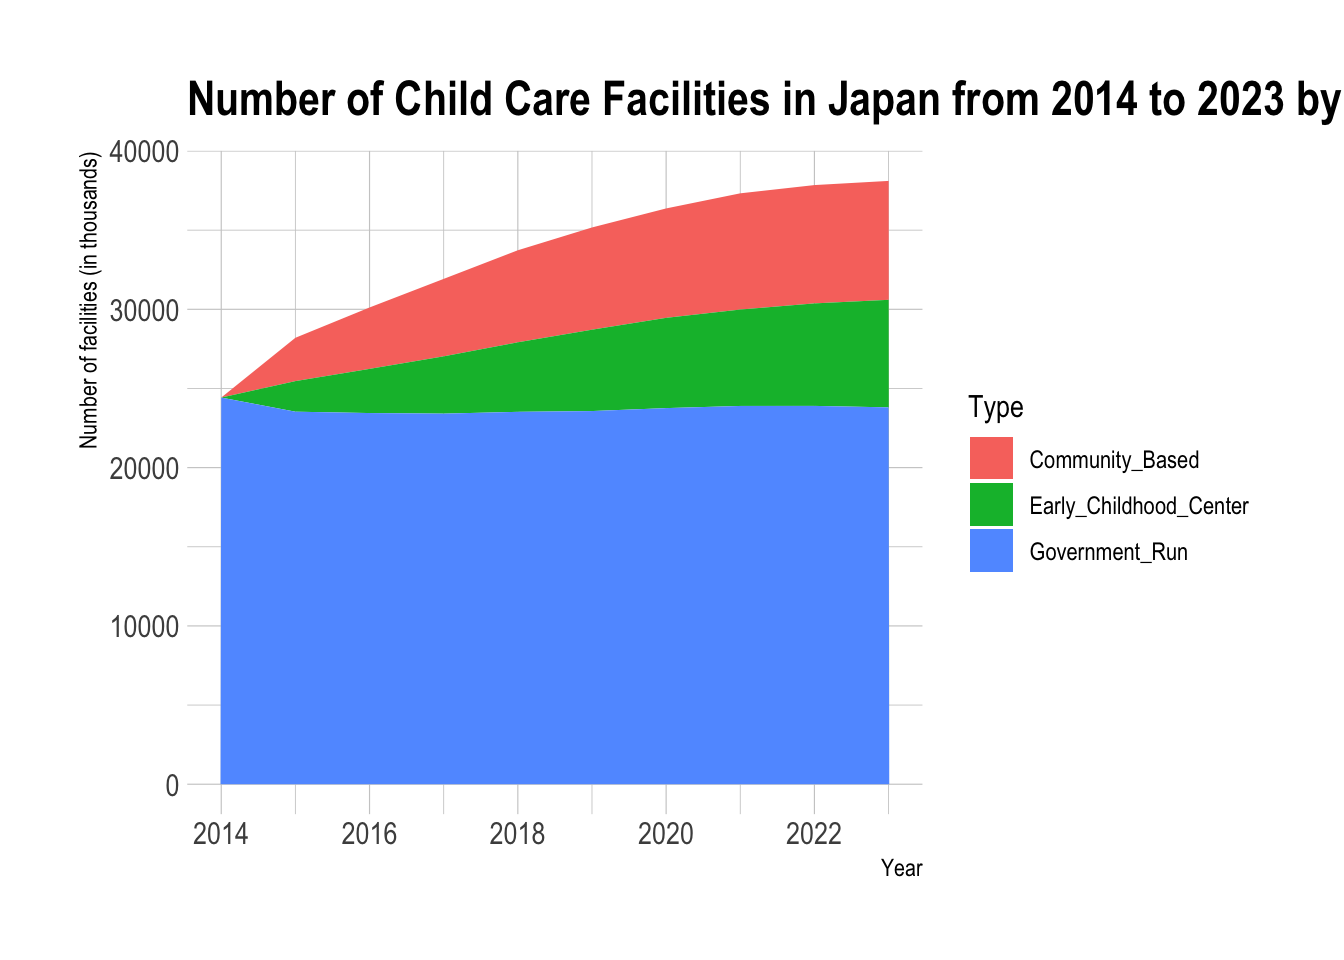 Number of Child Care Facilities in Japan from 2014 to 2023 by
Number of facilities (in thousands)
40000
30000
20000
10000
0
2014 2016 2018 2020 2022
Year
Type
Community_Based
Early_Childhood_Center
Government_Run